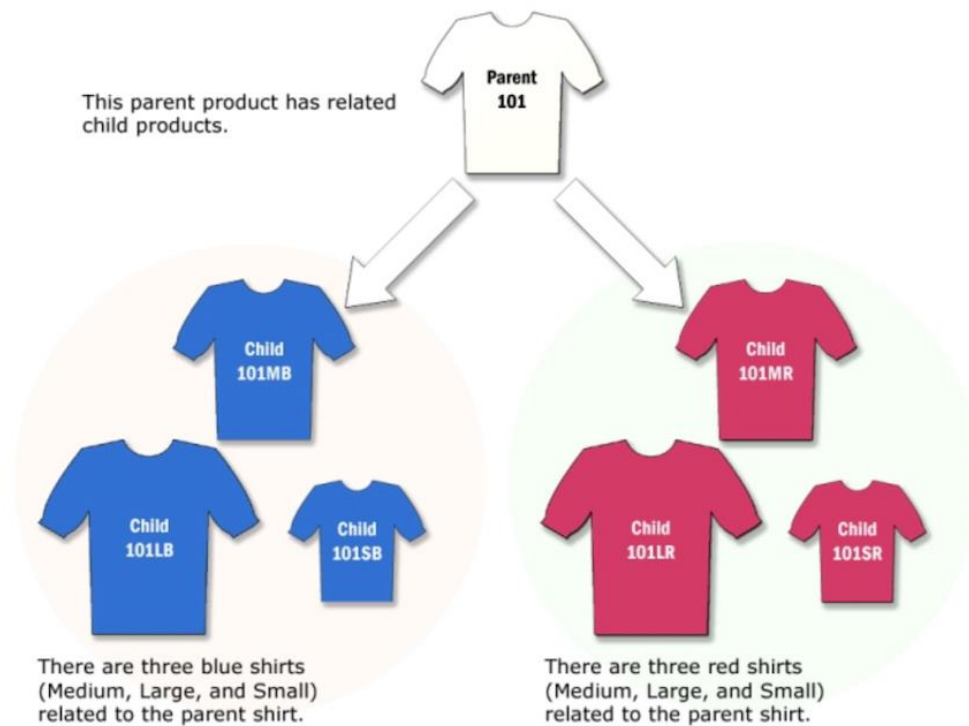 Parent
101
This parent product has related
child products.
Child
101MB
Child
101MR
Child
101LB
Child
101SB
Child
101LR
Child
101SR
There are three blue shirts
(Medium, Large, and Small)
related to the parent shirt.
There are three red shirts
(Medium, Large, and Small)
related to the parent shirt.